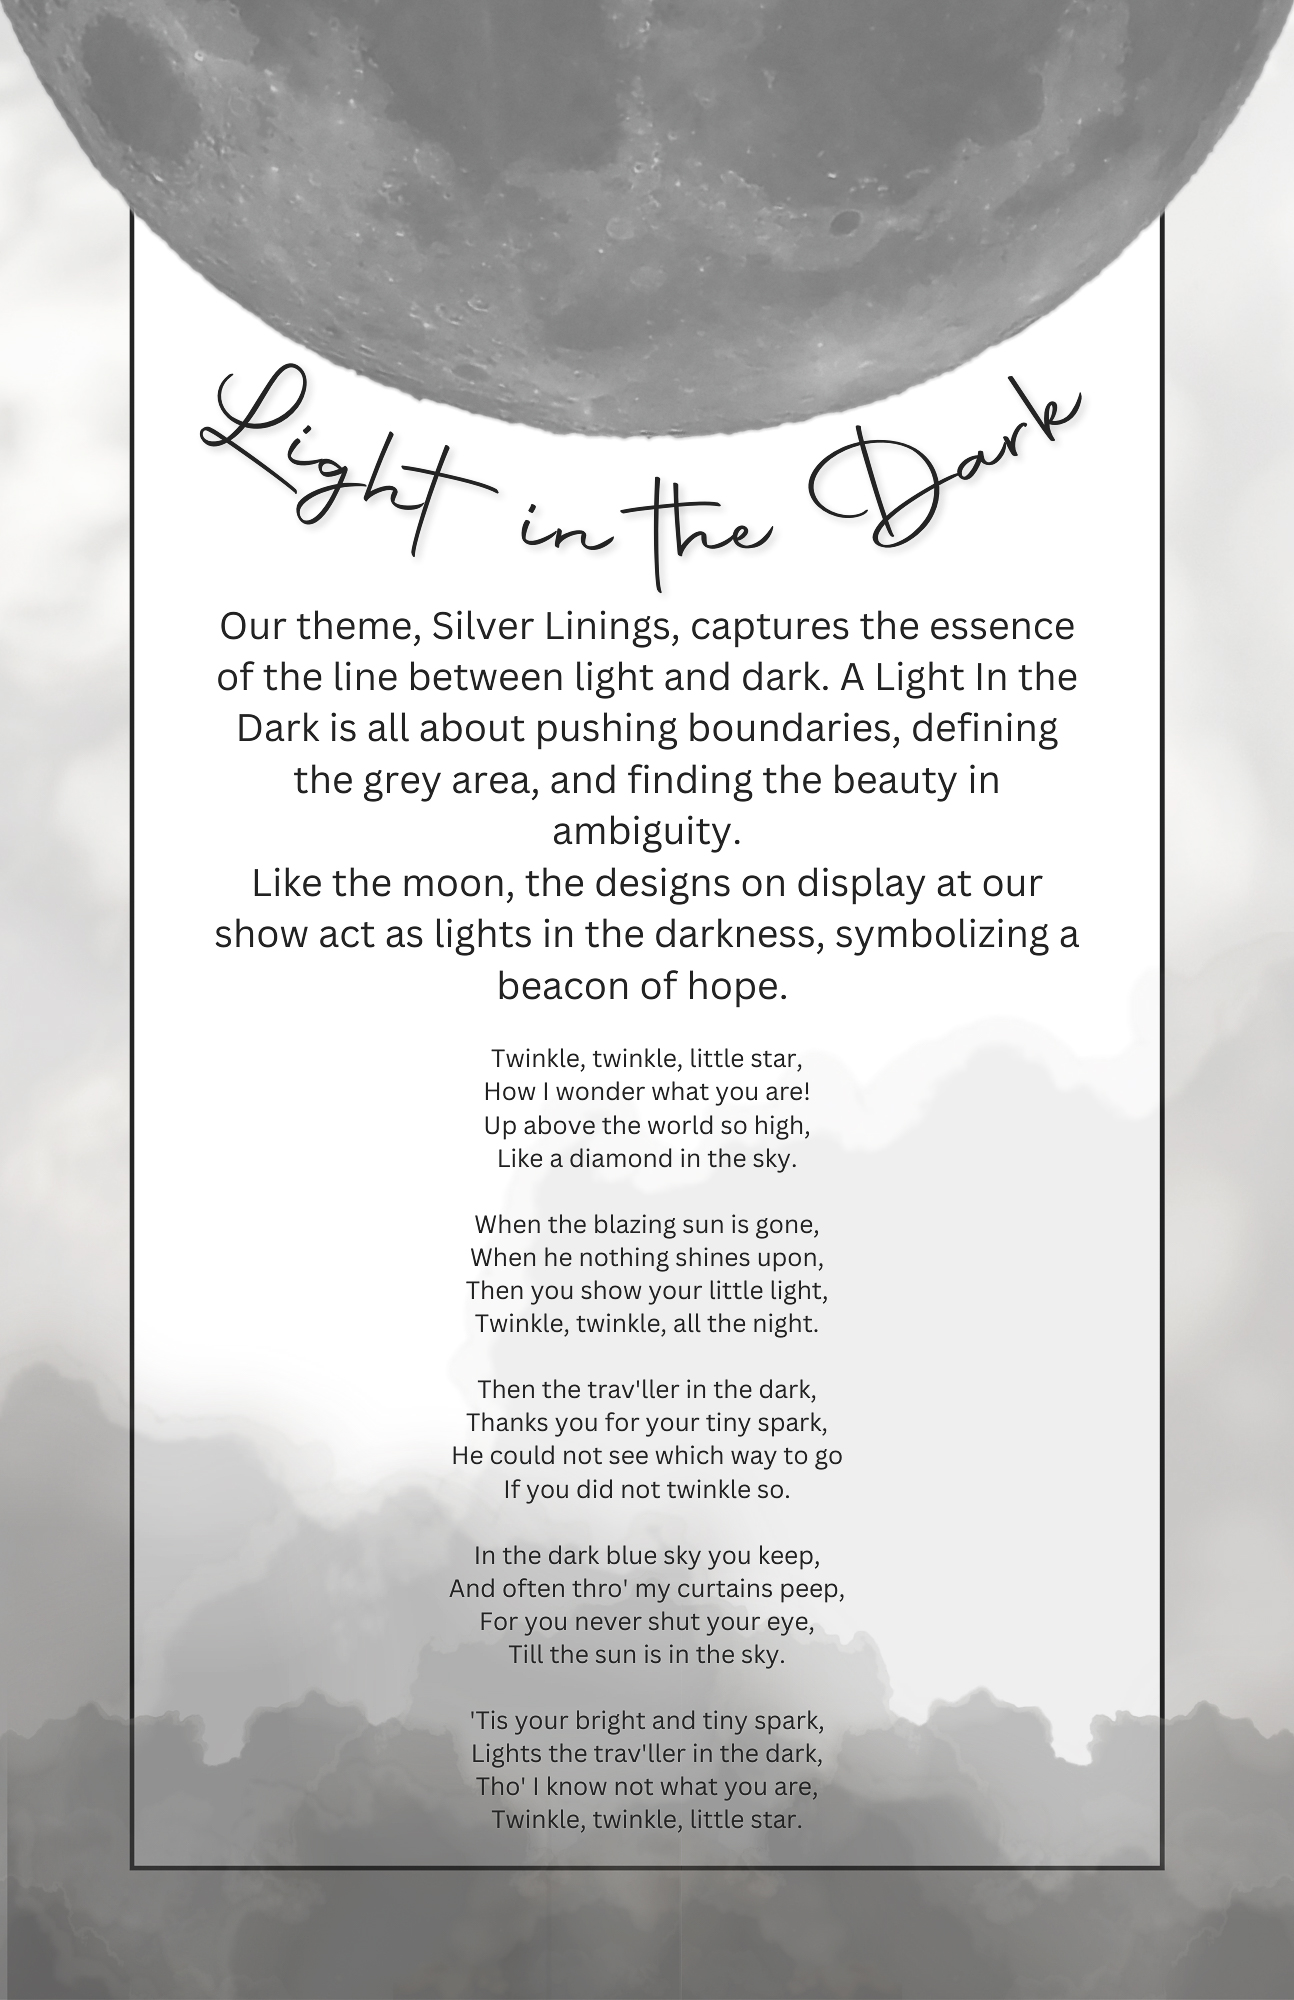 Light in the Dark
Our theme, Silver Linings, captures the essence
of the line between light and dark. A Light In the
Dark is all about pushing boundaries, defining
the grey area, and finding the beauty in
ambiguity.
Like the moon, the designs on display at our
show act as lights in the darkness, symbolizing a
beacon of hope.
Twinkle, twinkle, little star,
How I wonder what you are!
Up above the world so high,
Like a diamond in the sky.
When the blazing sun is gone,
When he nothing shines upon,
Then you show your little light,
Twinkle, twinkle, all the night.
Then the trav'ller in the dark,
Thanks you for your tiny spark,
He could not see which way to go
If you did not twinkle so.
In the dark blue sky you keep,
And often thro' my curtains peep,
For you never shut your eye,
Till the sun is in the sky.
'Tis your bright and tiny spark,
Lights the trav'ller in the dark,
Tho' I know not what you are,
Twinkle, twinkle, little star.